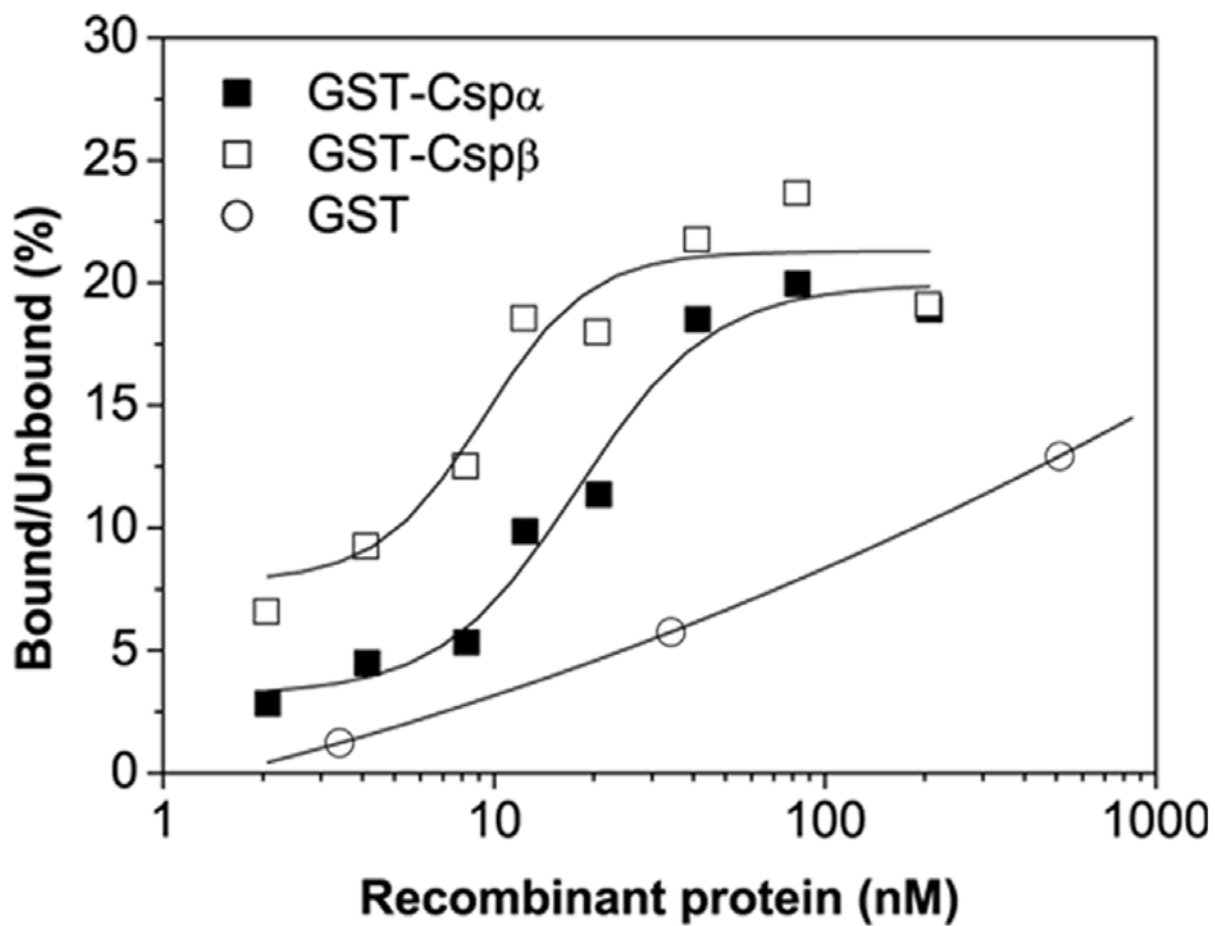 30
25
20
15
10
5
0
GST-Cspα
GST-Cspβ
GST
Bound/Unbound (%)
1 10 100 1000
Recombinant protein (nM)